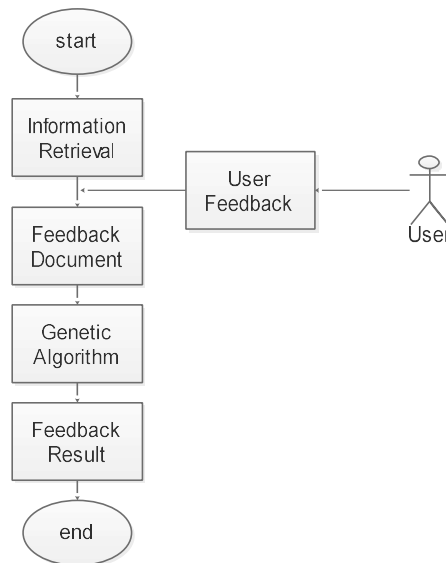 start
Information
Retrieval
User
Feedback
User
Feedback
Document
Genetic
Algorithm
Feedback
Result
end